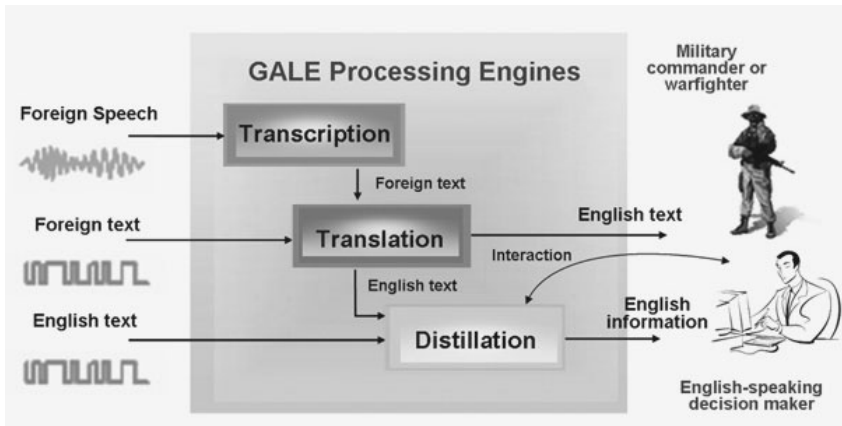 Military
commander or
warfighter
GALE Processing Engines
Foreign Speech
Transcription
Foreign text
Foreign text
Translation
English text
Interaction
English text
English text
Distillation
English
information
English-speaking
decision maker